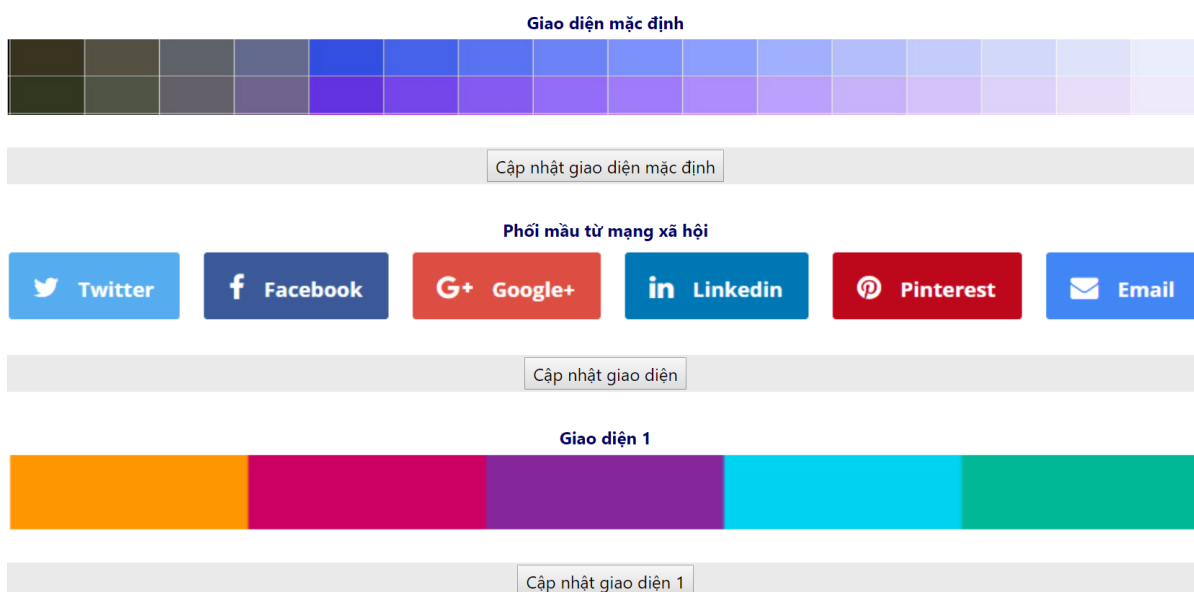 Giao diện mặc định
Cập nhật giao diện mặc định
Phối mầu từ mạng xã hội
Twitter Facebook G+ Google+ in Linkedin Pinterest Email
Cập nhật giao diện
Giao diện 1
Cập nhật giao diện 1